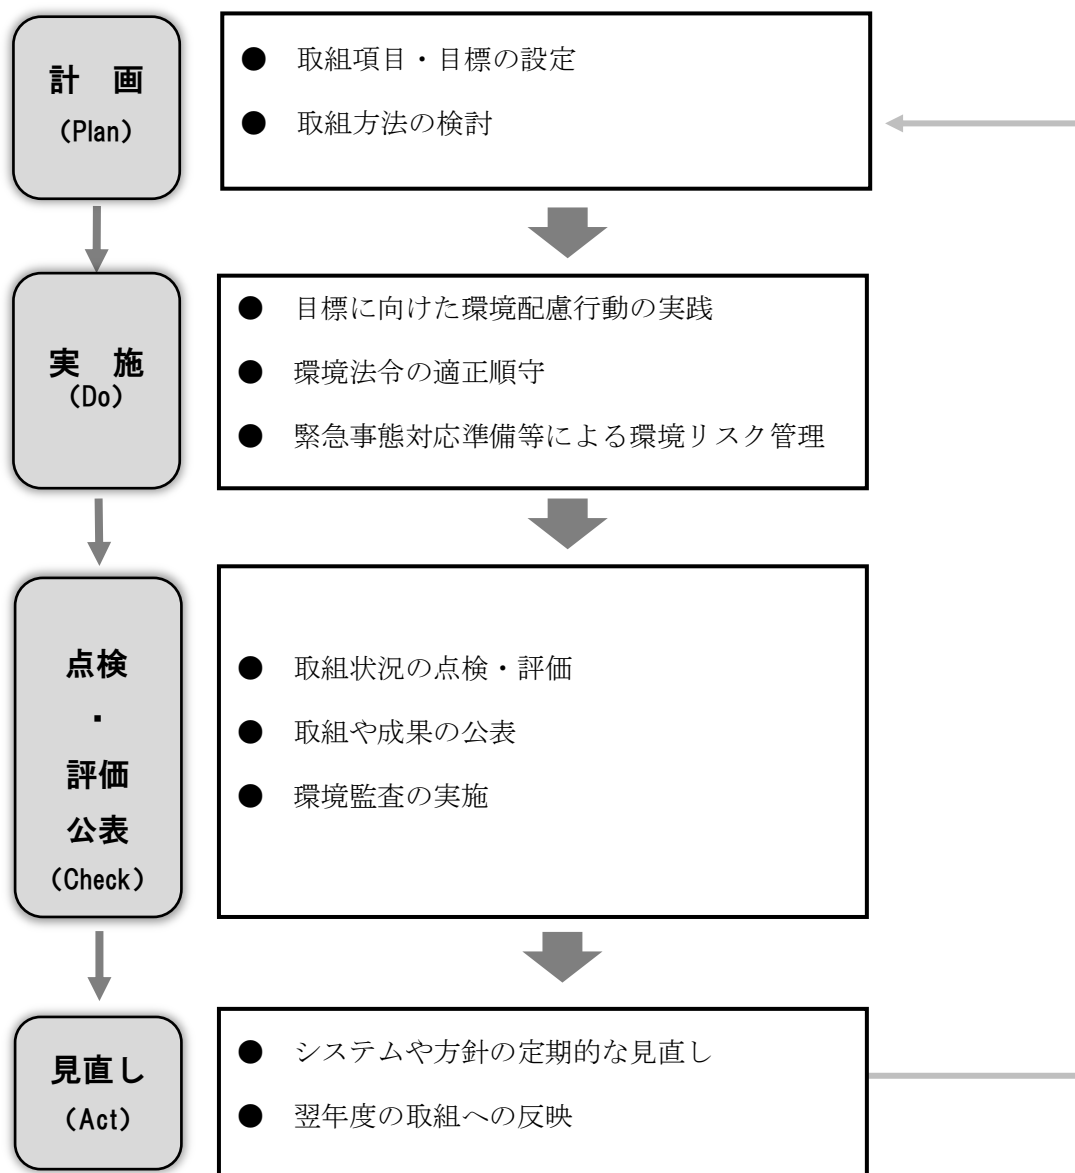 計　画
（Plan）
● 取組項目・目標の設定
● 取組方法の検討
実　施
（Do）
● 目標に向けた環境配慮行動の実践
● 環境法令の適正順守
● 緊急事態対応準備等による環境リスク管理
点検
・
評価
公表
（Check）
● 取組状況の点検・評価
● 取組や成果の公表
● 環境監査の実施
見直し
（Act）
● システムや方針の定期的な見直し
● 翌年度の取組への反映